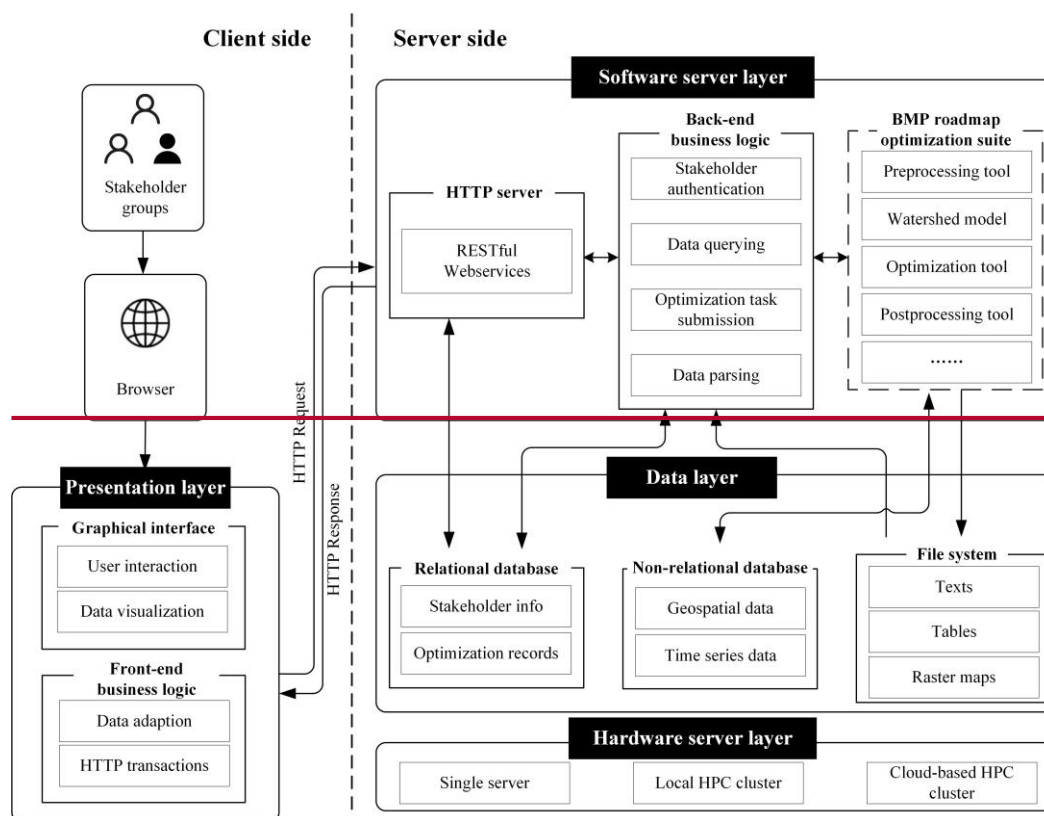 Client side
Server side
Stakeholder
groups
Browser
Presentation layer
Graphical interface
User interaction
Data visualization
Front-end
business logic
Data adaption
HTTP transactions
HTTP Request
HTTP Response
Software server layer
HTTP server
RESTful
Webservices
Back-end
business logic
Stakeholder
authentication
Data querying
Optimization task
submission
Data parsing
BMP roadmap
optimization suite
Preprocessing tool
Watershed model
Optimization tool
Postprocessing tool
......
Data layer
Relational database
Stakeholder info
Optimization records
Non-relational database
Geospatial data
Time series data
File system
Texts
Tables
Raster maps
Hardware server layer
Single server
Local HPC cluster
Cloud-based HPC
cluster